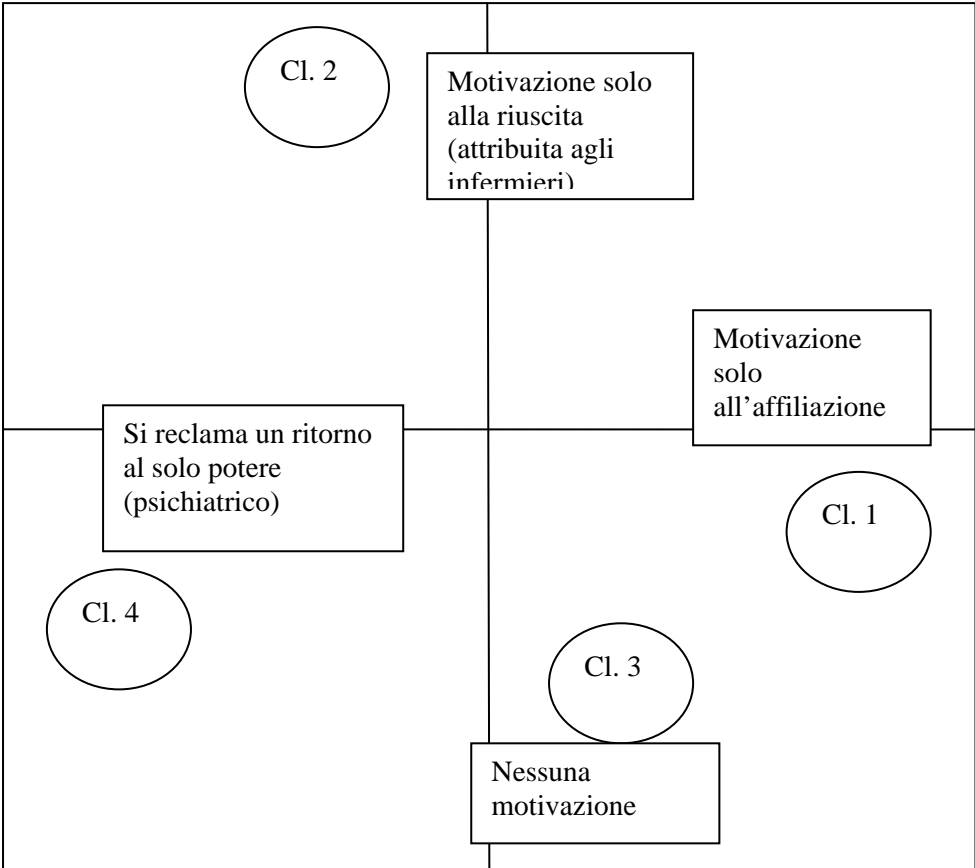 Cl. 2
Motivazione solo
alla riuscita
(attribuita agli
infermieri)
Motivazione
solo
all’affiliazione
Si reclama un ritorno
al solo potere
(psichiatrico)
Cl. 1
Cl. 4
Cl. 3
Nessuna
motivazione